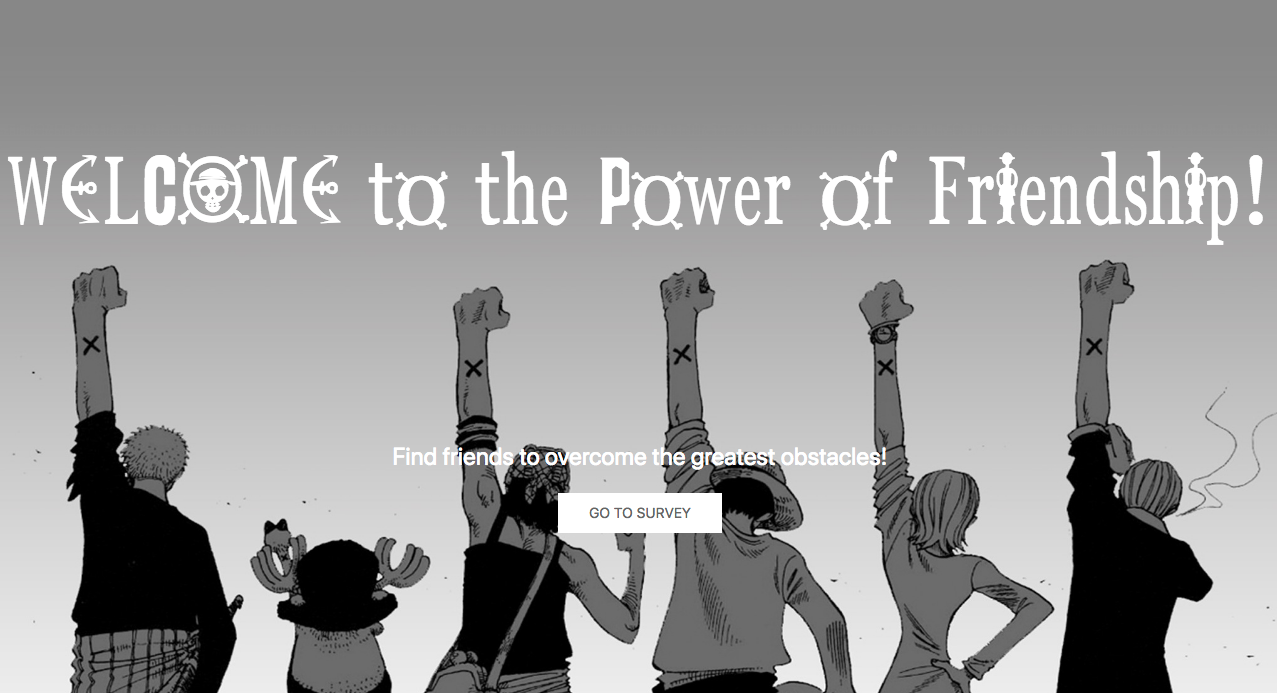 WELCOME to the Power of Friendship!
Find friends to overcome the greatest obstacles!
GO TO SURVEY